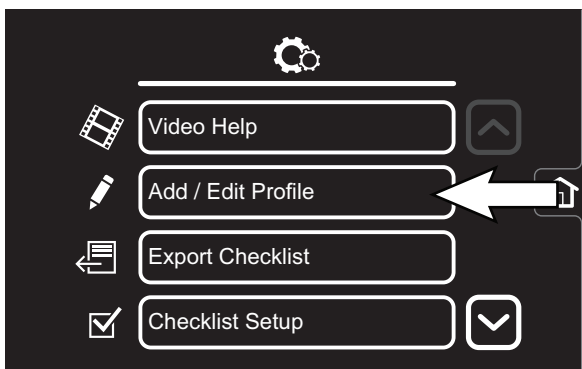 Video Help
Add / Edit Profile
Export Checklist
Checklist Setup